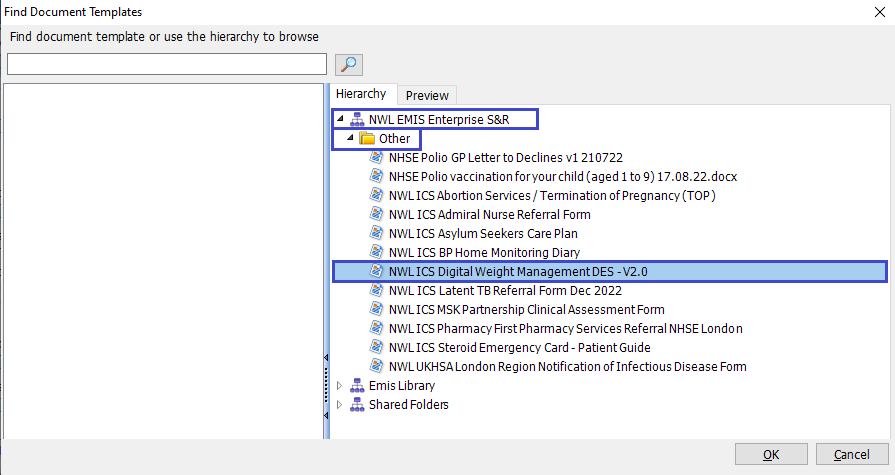 Find Document Templates
Find document template or use the hierarchy to browse
Hierarchy
Preview
NWL EMIS Enterprise S&R
Other
NHSE Polio GP Letter to Declines v1 210722
NHSE Polio vaccination for your child (aged 1 to 9) 17.08.22.docx
NWL ICS Abortion Services / Termination of Pregnancy (TOP)
NWL ICS Admiral Nurse Referral Form
NWL ICS Asylum Seekers Care Plan
NWL ICS BP Home Monitoring Diary
NWL ICS Digital Weight Management DES - V2.0
NWL ICS Latent TB Referral Form Dec 2022
NWL ICS MSK Partnership Clinical Assessment Form
NWL ICS Pharmacy First Pharmacy Services Referral NHSE London
NWL ICS Steroid Emergency Card - Patient Guide
NWL UKHSA London Region Notification of Infectious Disease Form
Emis Library
Shared Folders
OK
Cancel